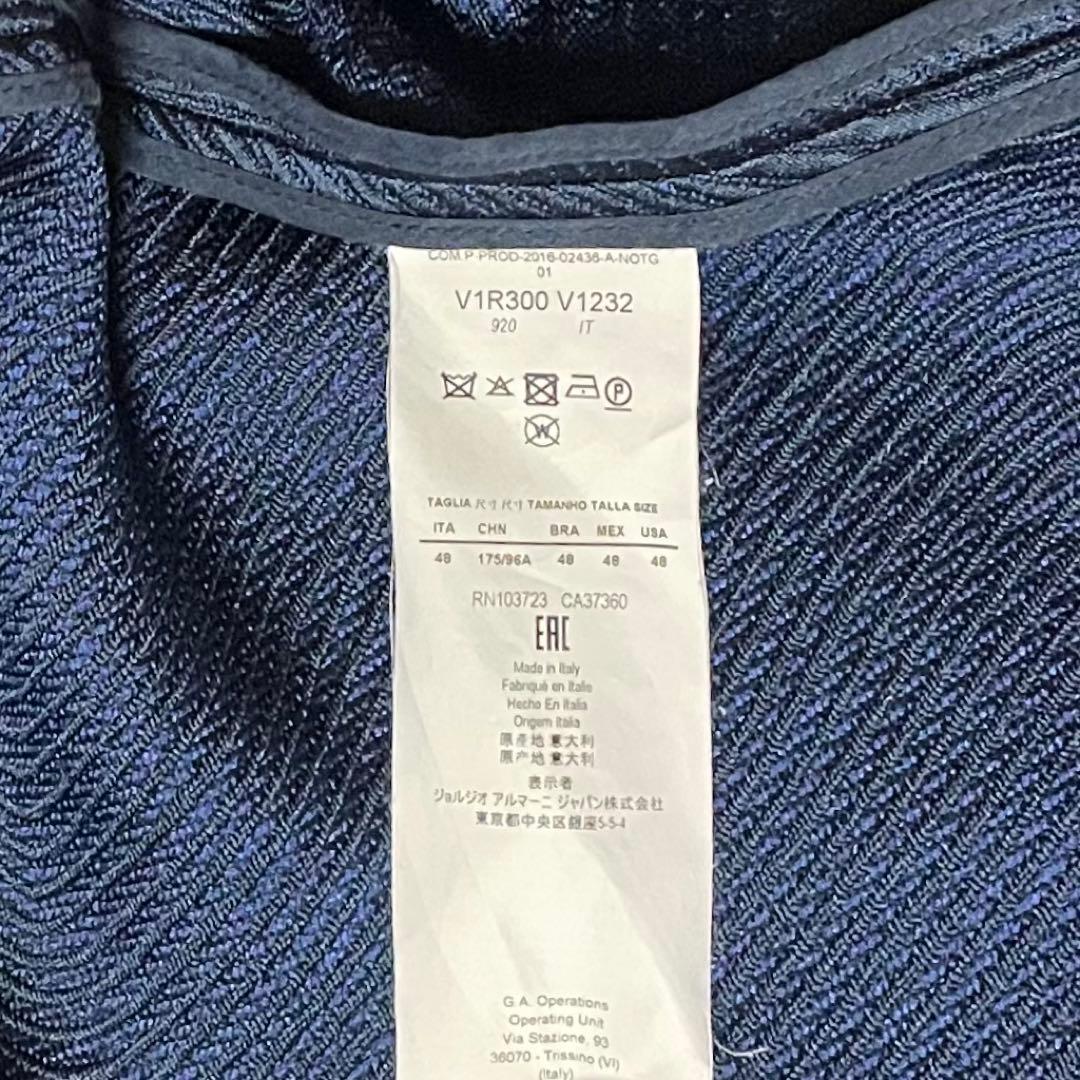 COM.P-PROD-2016-02436-A-NOTG
01
V1R300 V1232
920 IT
P
W
TAGLIA 尺寸 尺寸 TAMANHO TALLA SIZE
ITA CHN BRA MEX USA
48 175/96A 48 48 48
RN103723 CA37360
EAC
Made in Italy
Fabriqué en Italie
Hecho En Italia
Origem Italia
原產地 意大利
原产地 意大利
表示者
ジョルジオ アルマーニ ジャパン株式会社
東京都中央区銀座5-5-4
G.A. Operations
Operating Unit
Via Stazione, 93
36070 - Trissino (VI)
(Italy)